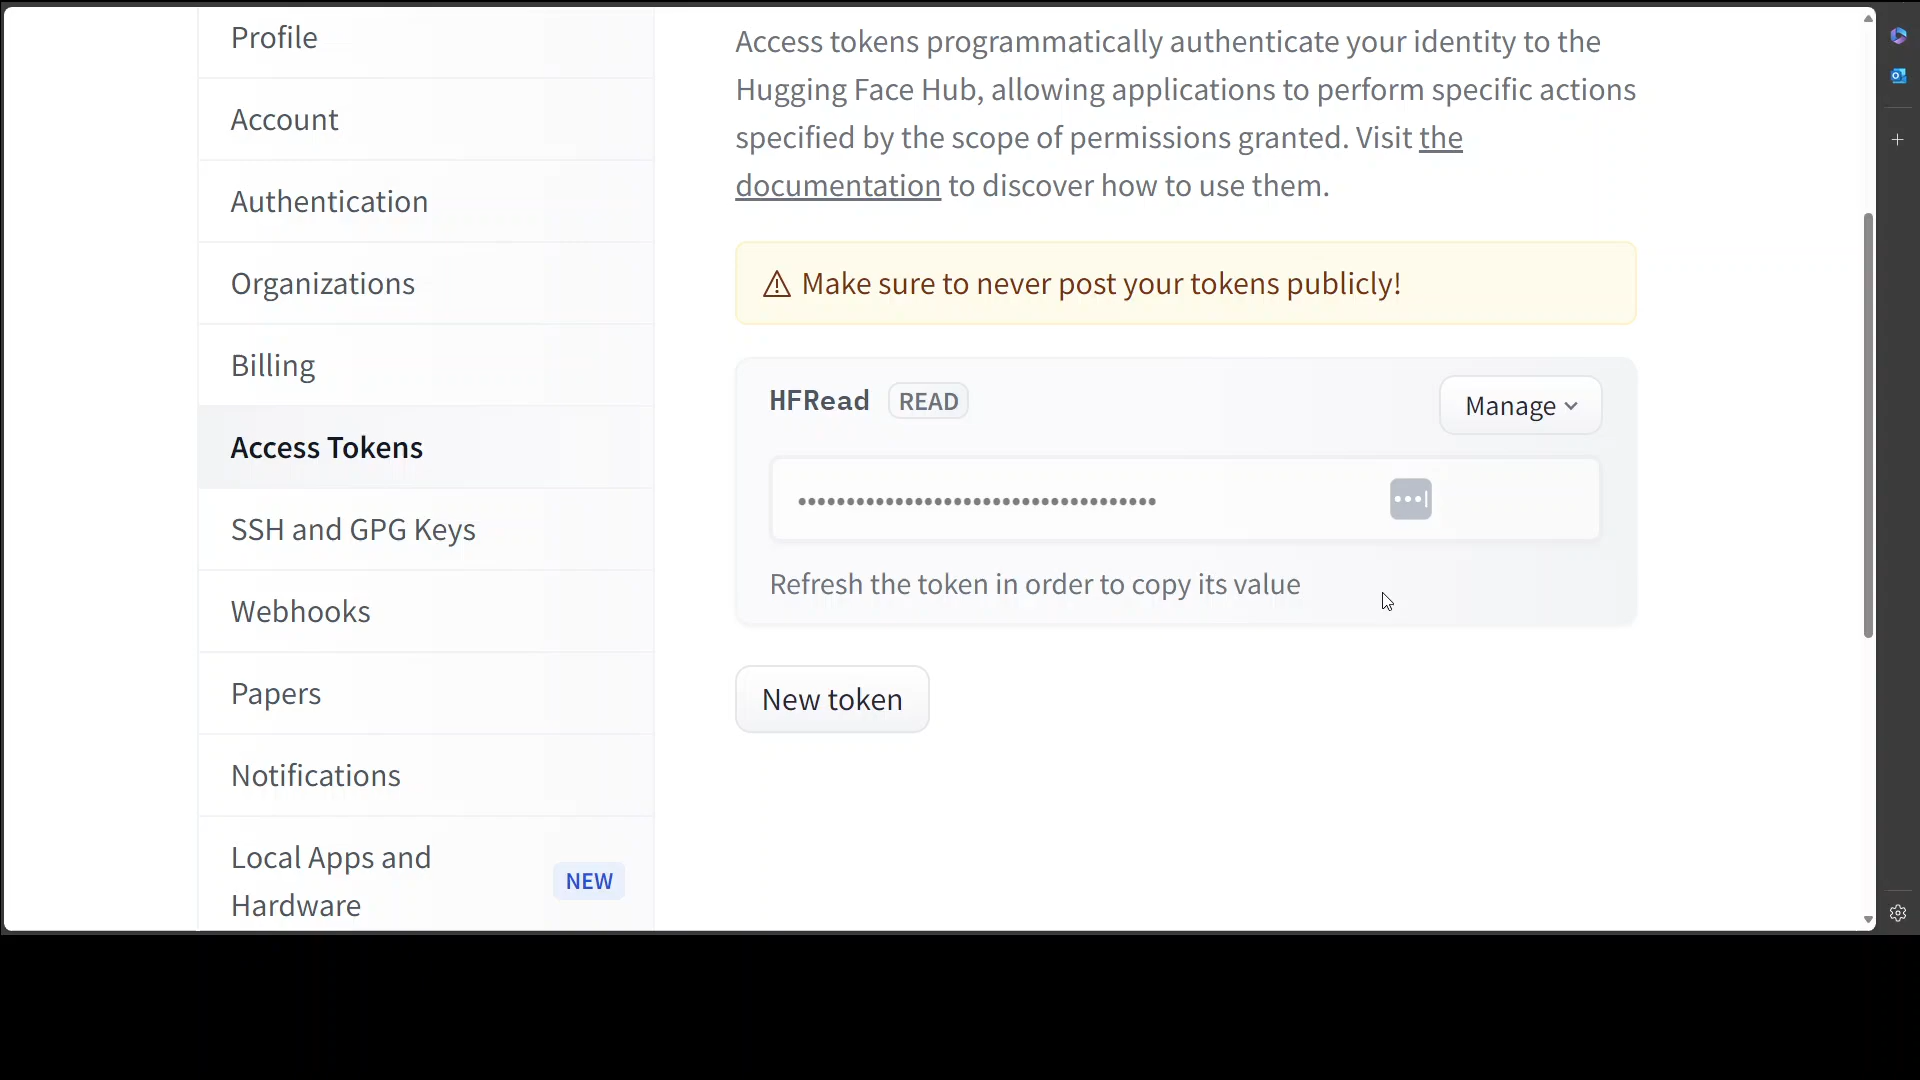 Profile
Account
Authentication
Organizations
Billing
Access Tokens
SSH and GPG Keys
Webhooks
Papers
Notifications
Local Apps and
Hardware
NEW
Access tokens programmatically authenticate your identity to the
Hugging Face Hub, allowing applications to perform specific actions
specified by the scope of permissions granted. Visit the
documentation to discover how to use them.
Make sure to never post your tokens publicly!
HFRead READ
Manage
Refresh the token in order to copy its value
New token